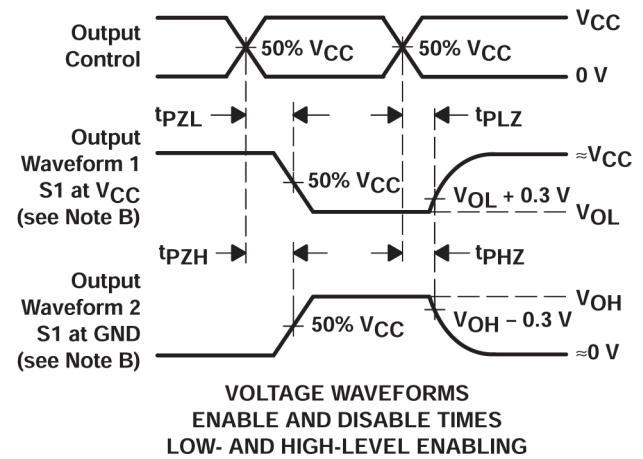 Output
Control
50% VCC
50% VCC
VCC
0 V
tPZL
tPLZ
Output
Waveform 1
S1 at VCC
(see Note B)
50% VCC
VOL + 0.3 V
≈VCC
VOL
tPZH
tPHZ
Output
Waveform 2
S1 at GND
(see Note B)
50% VCC
VOH − 0.3 V
VOH
≈0 V
VOLTAGE WAVEFORMS
ENABLE AND DISABLE TIMES
LOW- AND HIGH-LEVEL ENABLING